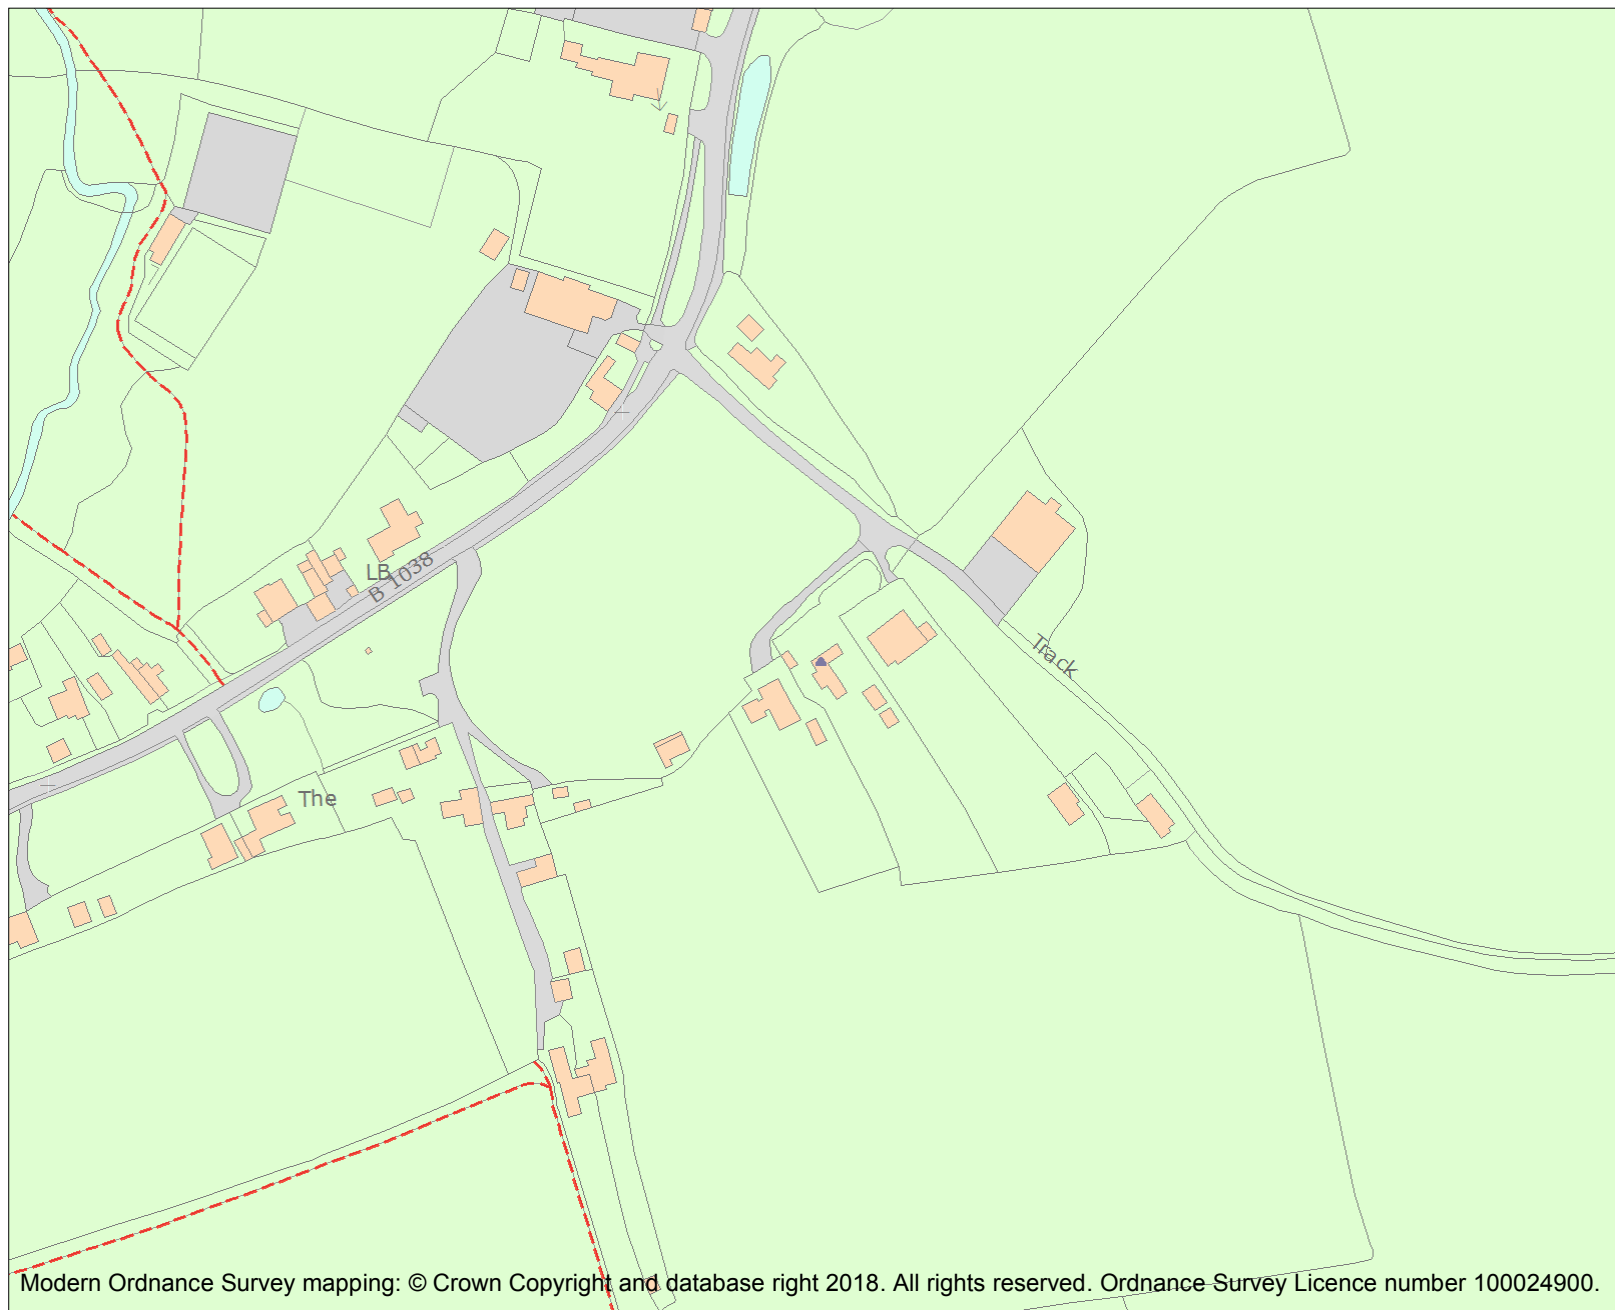 LB
B 1038
Track
The
Modern Ordnance Survey mapping: © Crown Copyright and database right 2018. All rights reserved. Ordnance Survey Licence number 100024900.